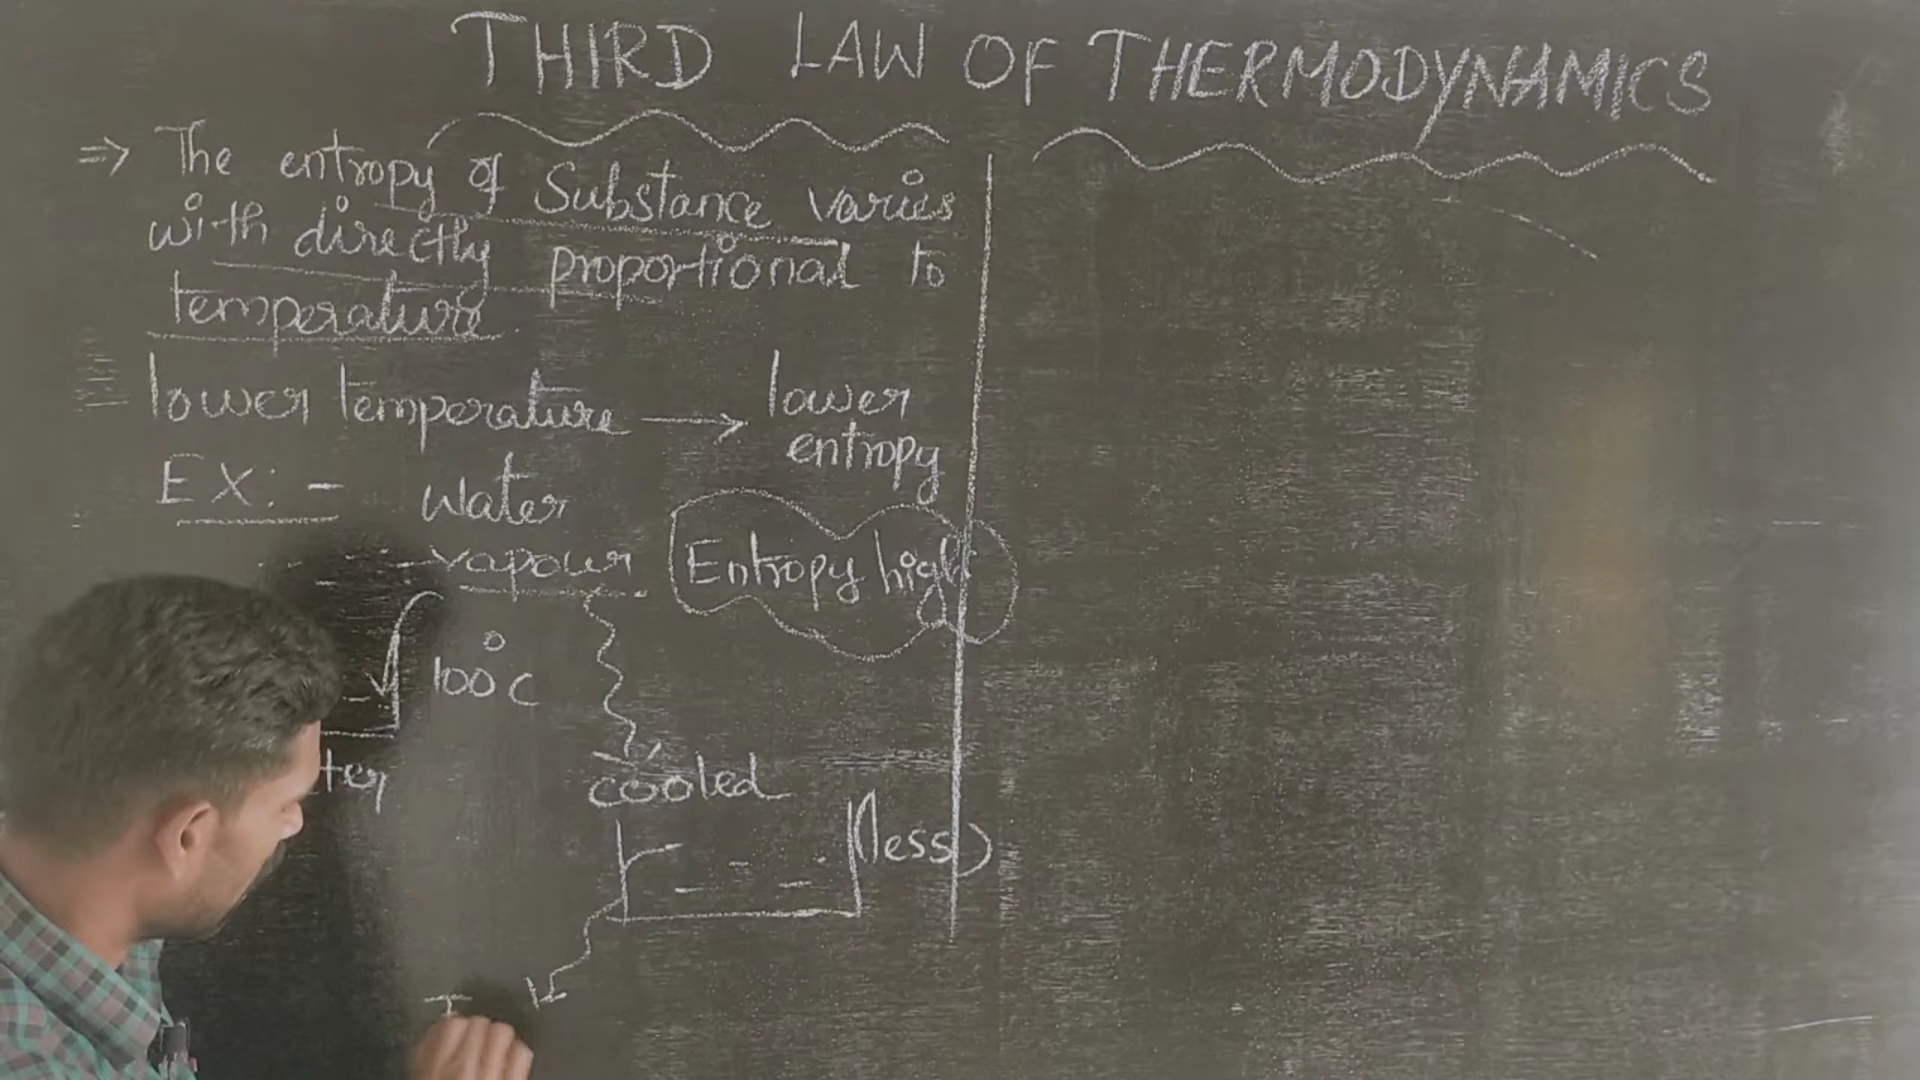 THIRD LAW OF THERMODYNAMICS
=> The entropy of Substance varies
with directly proportional to
temperature
lower temperature → lower
entropy
EX:- Water
vapour Entropy high
100°C
ter cooled
(less)
I